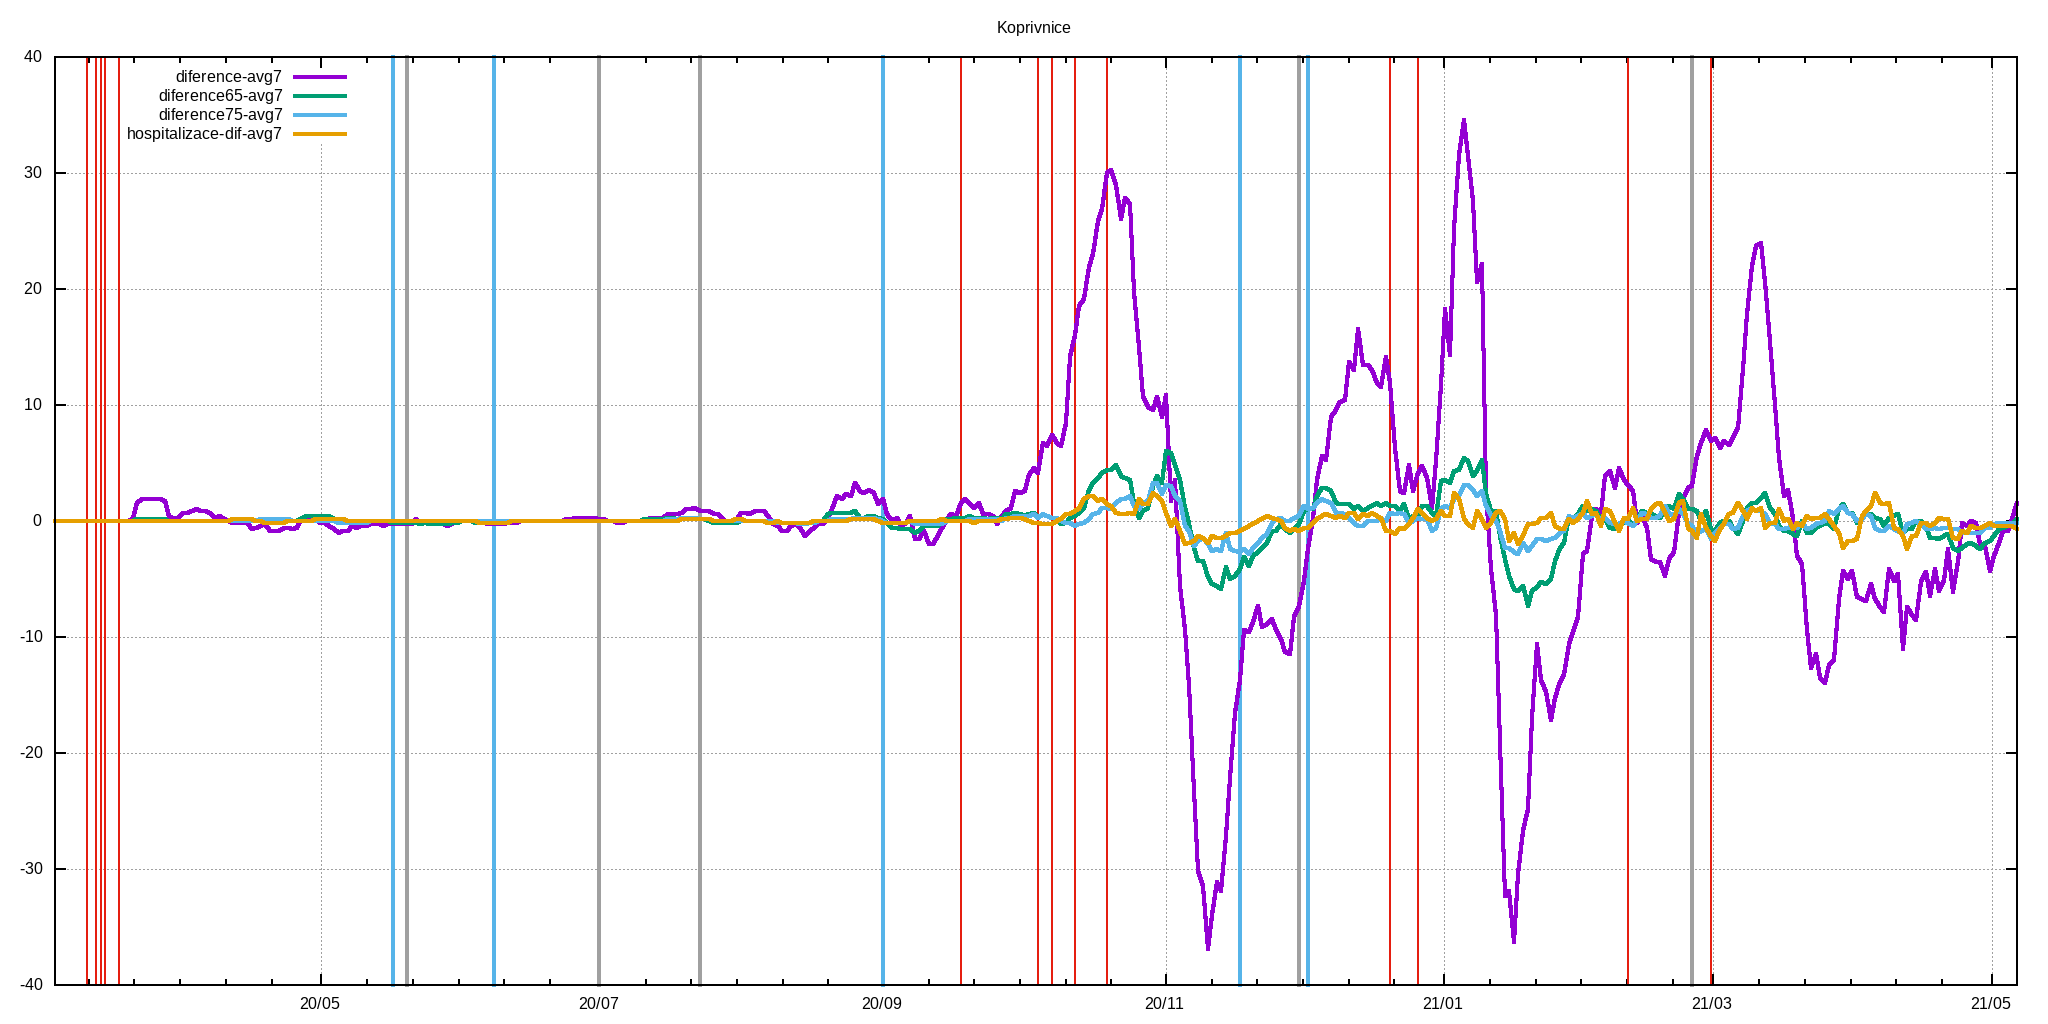 Koprivnice
diference-avg7
diference65-avg7
diference75-avg7
hospitalizace-dif-avg7
40
30
20
10
0
-10
-20
-30
-40
20/05 20/07 20/09 20/11 21/01 21/03 21/05